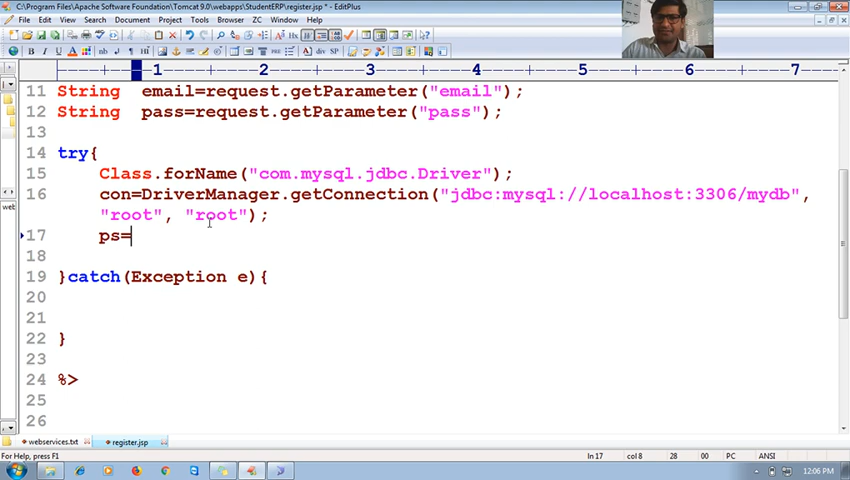 C:\Program Files\Apache Software Foundation\Tomcat 9.0\webapps\StudentERP\register.jsp * - EditPlus
File Edit View Search Document Project Tools Browser ZC Window Help
B I U nb
Hx W
1 2 3 4 5 6 7
11 String email=request.getParameter("email");
12 String pass=request.getParameter("pass");
13
14 try{
15 Class.forName("com.mysql.jdbc.Driver");
16 con=DriverManager.getConnection("jdbc:mysql://localhost:3306/mydb",
"root", "root");
17 ps=
18
19 }catch(Exception e){
20
21
22 }
23
24 %>
25
26
web
webservices.txt register.jsp
For Help, press F1 ln 17 col 8 28 00 PC ANSI
12:06 PM